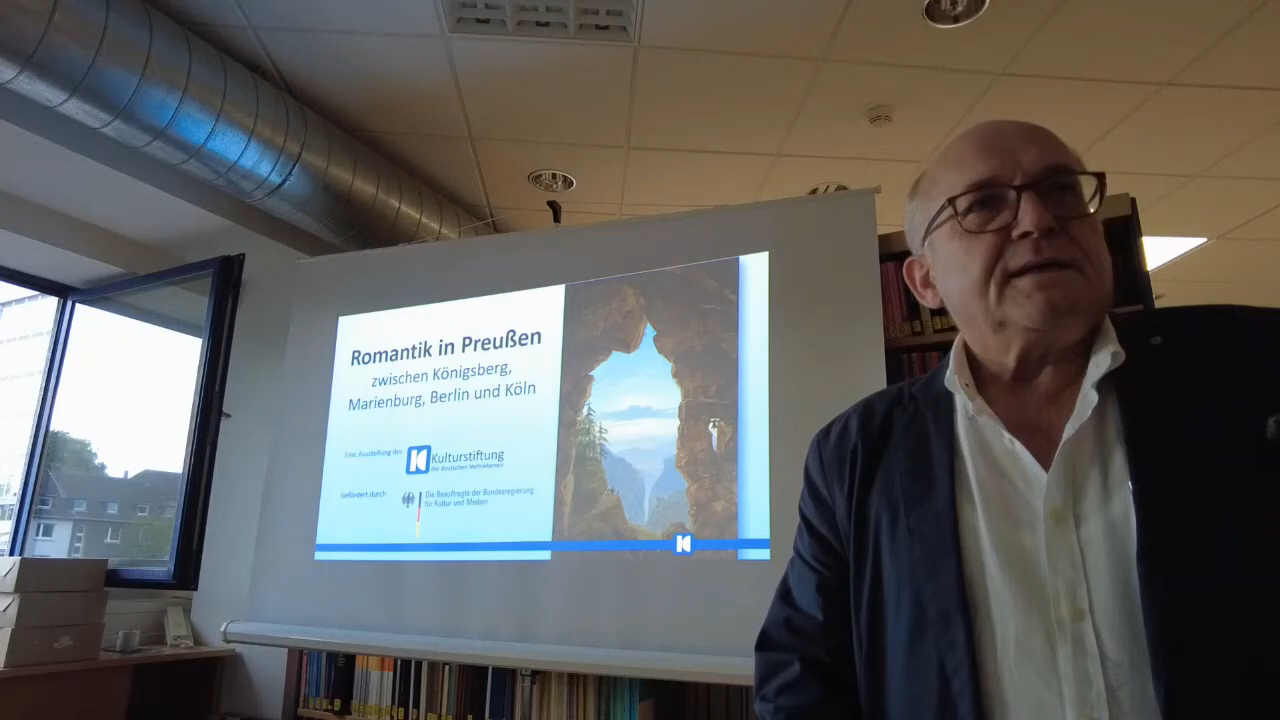 Romantik in Preußen
zwischen Königsberg,
Marienburg, Berlin und Köln
Eine Ausstellung der
Kulturstiftung
der deutschen Vertriebenen
Gefördert durch
Die Beauftragte der Bundesregierung
für Kultur und Medien